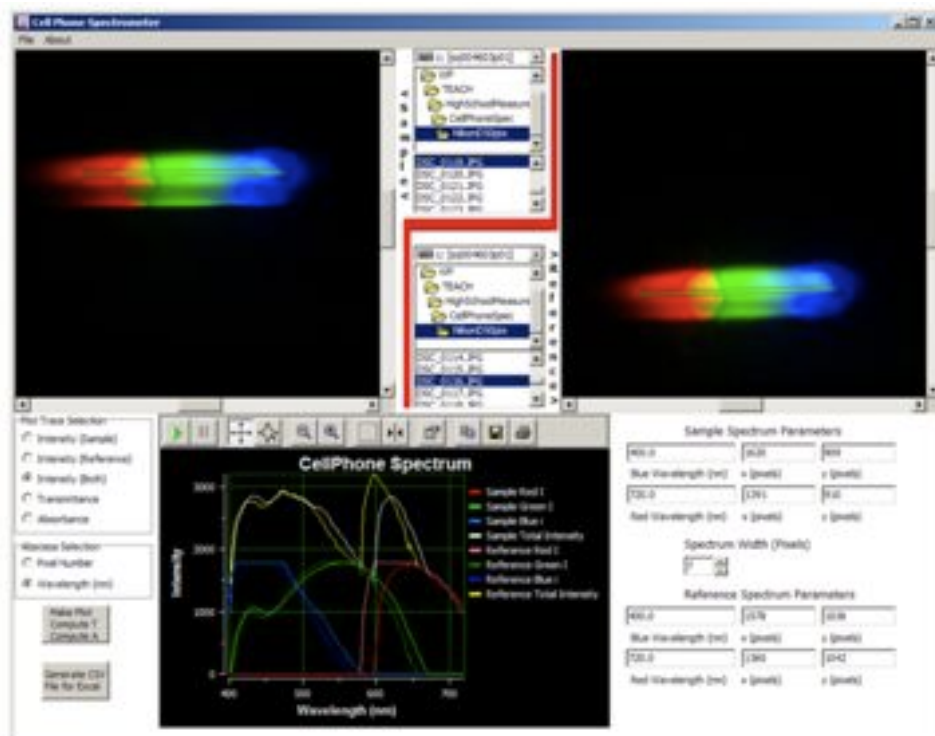 Cell Phone Spectrometer
File About
TEACH
HighSchoolMeasure
CellPhoneSpec
DSC_0119.JPG
DSC_0120.JPG
DSC_0121.JPG
DSC_0122.JPG
< Sample <
TEACH
HighSchoolMeasure
CellPhoneSpec
DSC_0114.JPG
DSC_0115.JPG
DSC_0116.JPG
DSC_0117.JPG
> Reference >
Plot Trace Selection
Intensity (Sample)
Intensity (Reference)
Intensity (Both)
Transmittance
Absorbance
Abscissa Selection
Pixel Number
Wavelength (nm)
Make Plot
Compute T
Compute A
Generate CSV
File for Excel
CellPhone Spectrum
3000
2000
1000
0
Intensity
400 500 600 700
Wavelength (nm)
Sample Red I
Sample Green I
Sample Blue I
Sample Total Intensity
Reference Red I
Reference Green I
Reference Blue I
Reference Total Intensity
Sample Spectrum Parameters
400.0
Blue Wavelength (nm) x (pixels) y (pixels)
720.0
Red Wavelength (nm) x (pixels) y (pixels)
Spectrum Width (Pixels)
Reference Spectrum Parameters
400.0 1578
Blue Wavelength (nm) x (pixels) y (pixels)
720.0 1042
Red Wavelength (nm) x (pixels) y (pixels)